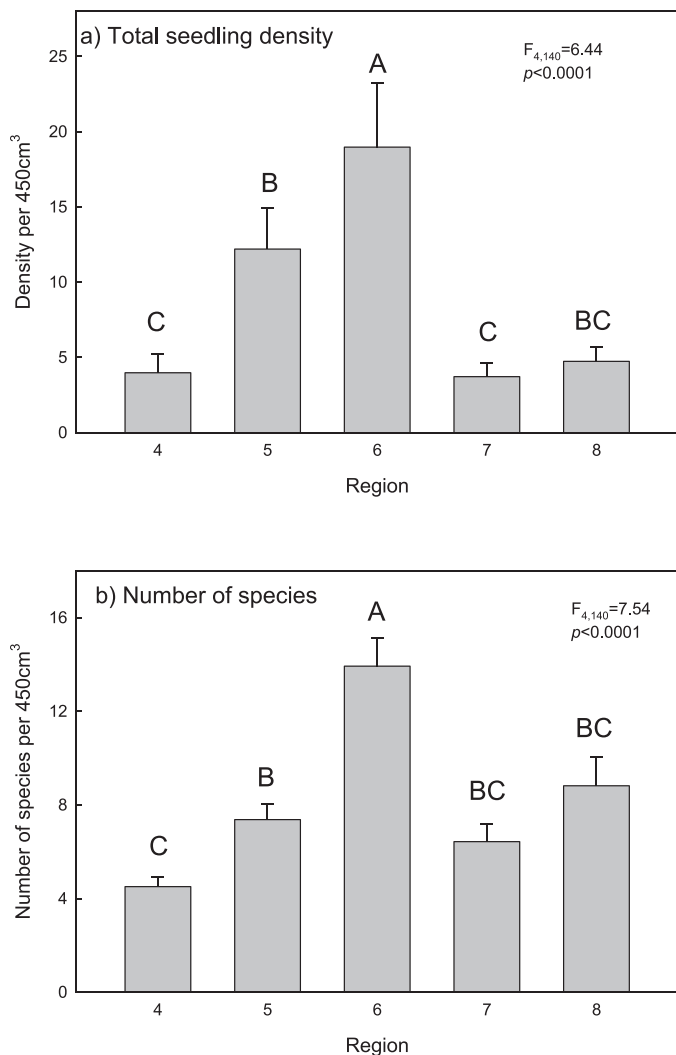 a) Total seedling density
F4,140=6.44
p<0.0001
25
20
15
10
5
0
Density per 450cm3
C
B
A
C
BC
4 5 6 7 8
Region
b) Number of species
F4,140=7.54
p<0.0001
16
12
8
4
0
Number of species per 450cm3
C
B
A
BC
BC
4 5 6 7 8
Region